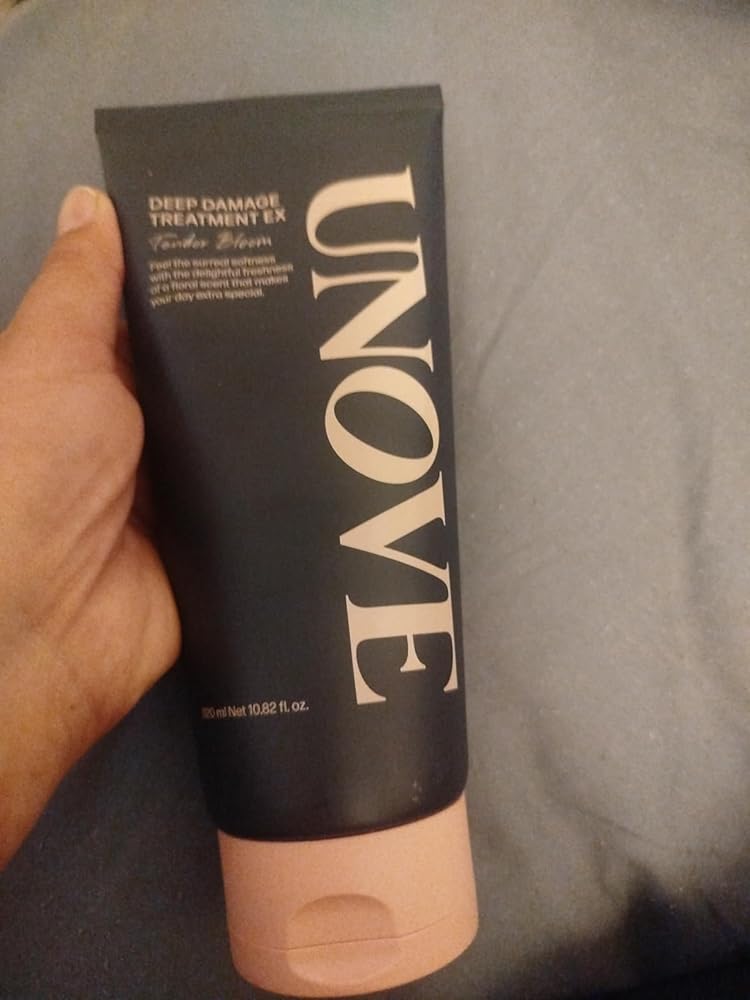 DEEP DAMAGE
TREATMENT EX
Tender Bloom
Feel the surreal softness
with the delightful freshness
of a floral scent that makes
your day extra special.
UNOVE
320 ml Net 10.82 fl. oz.